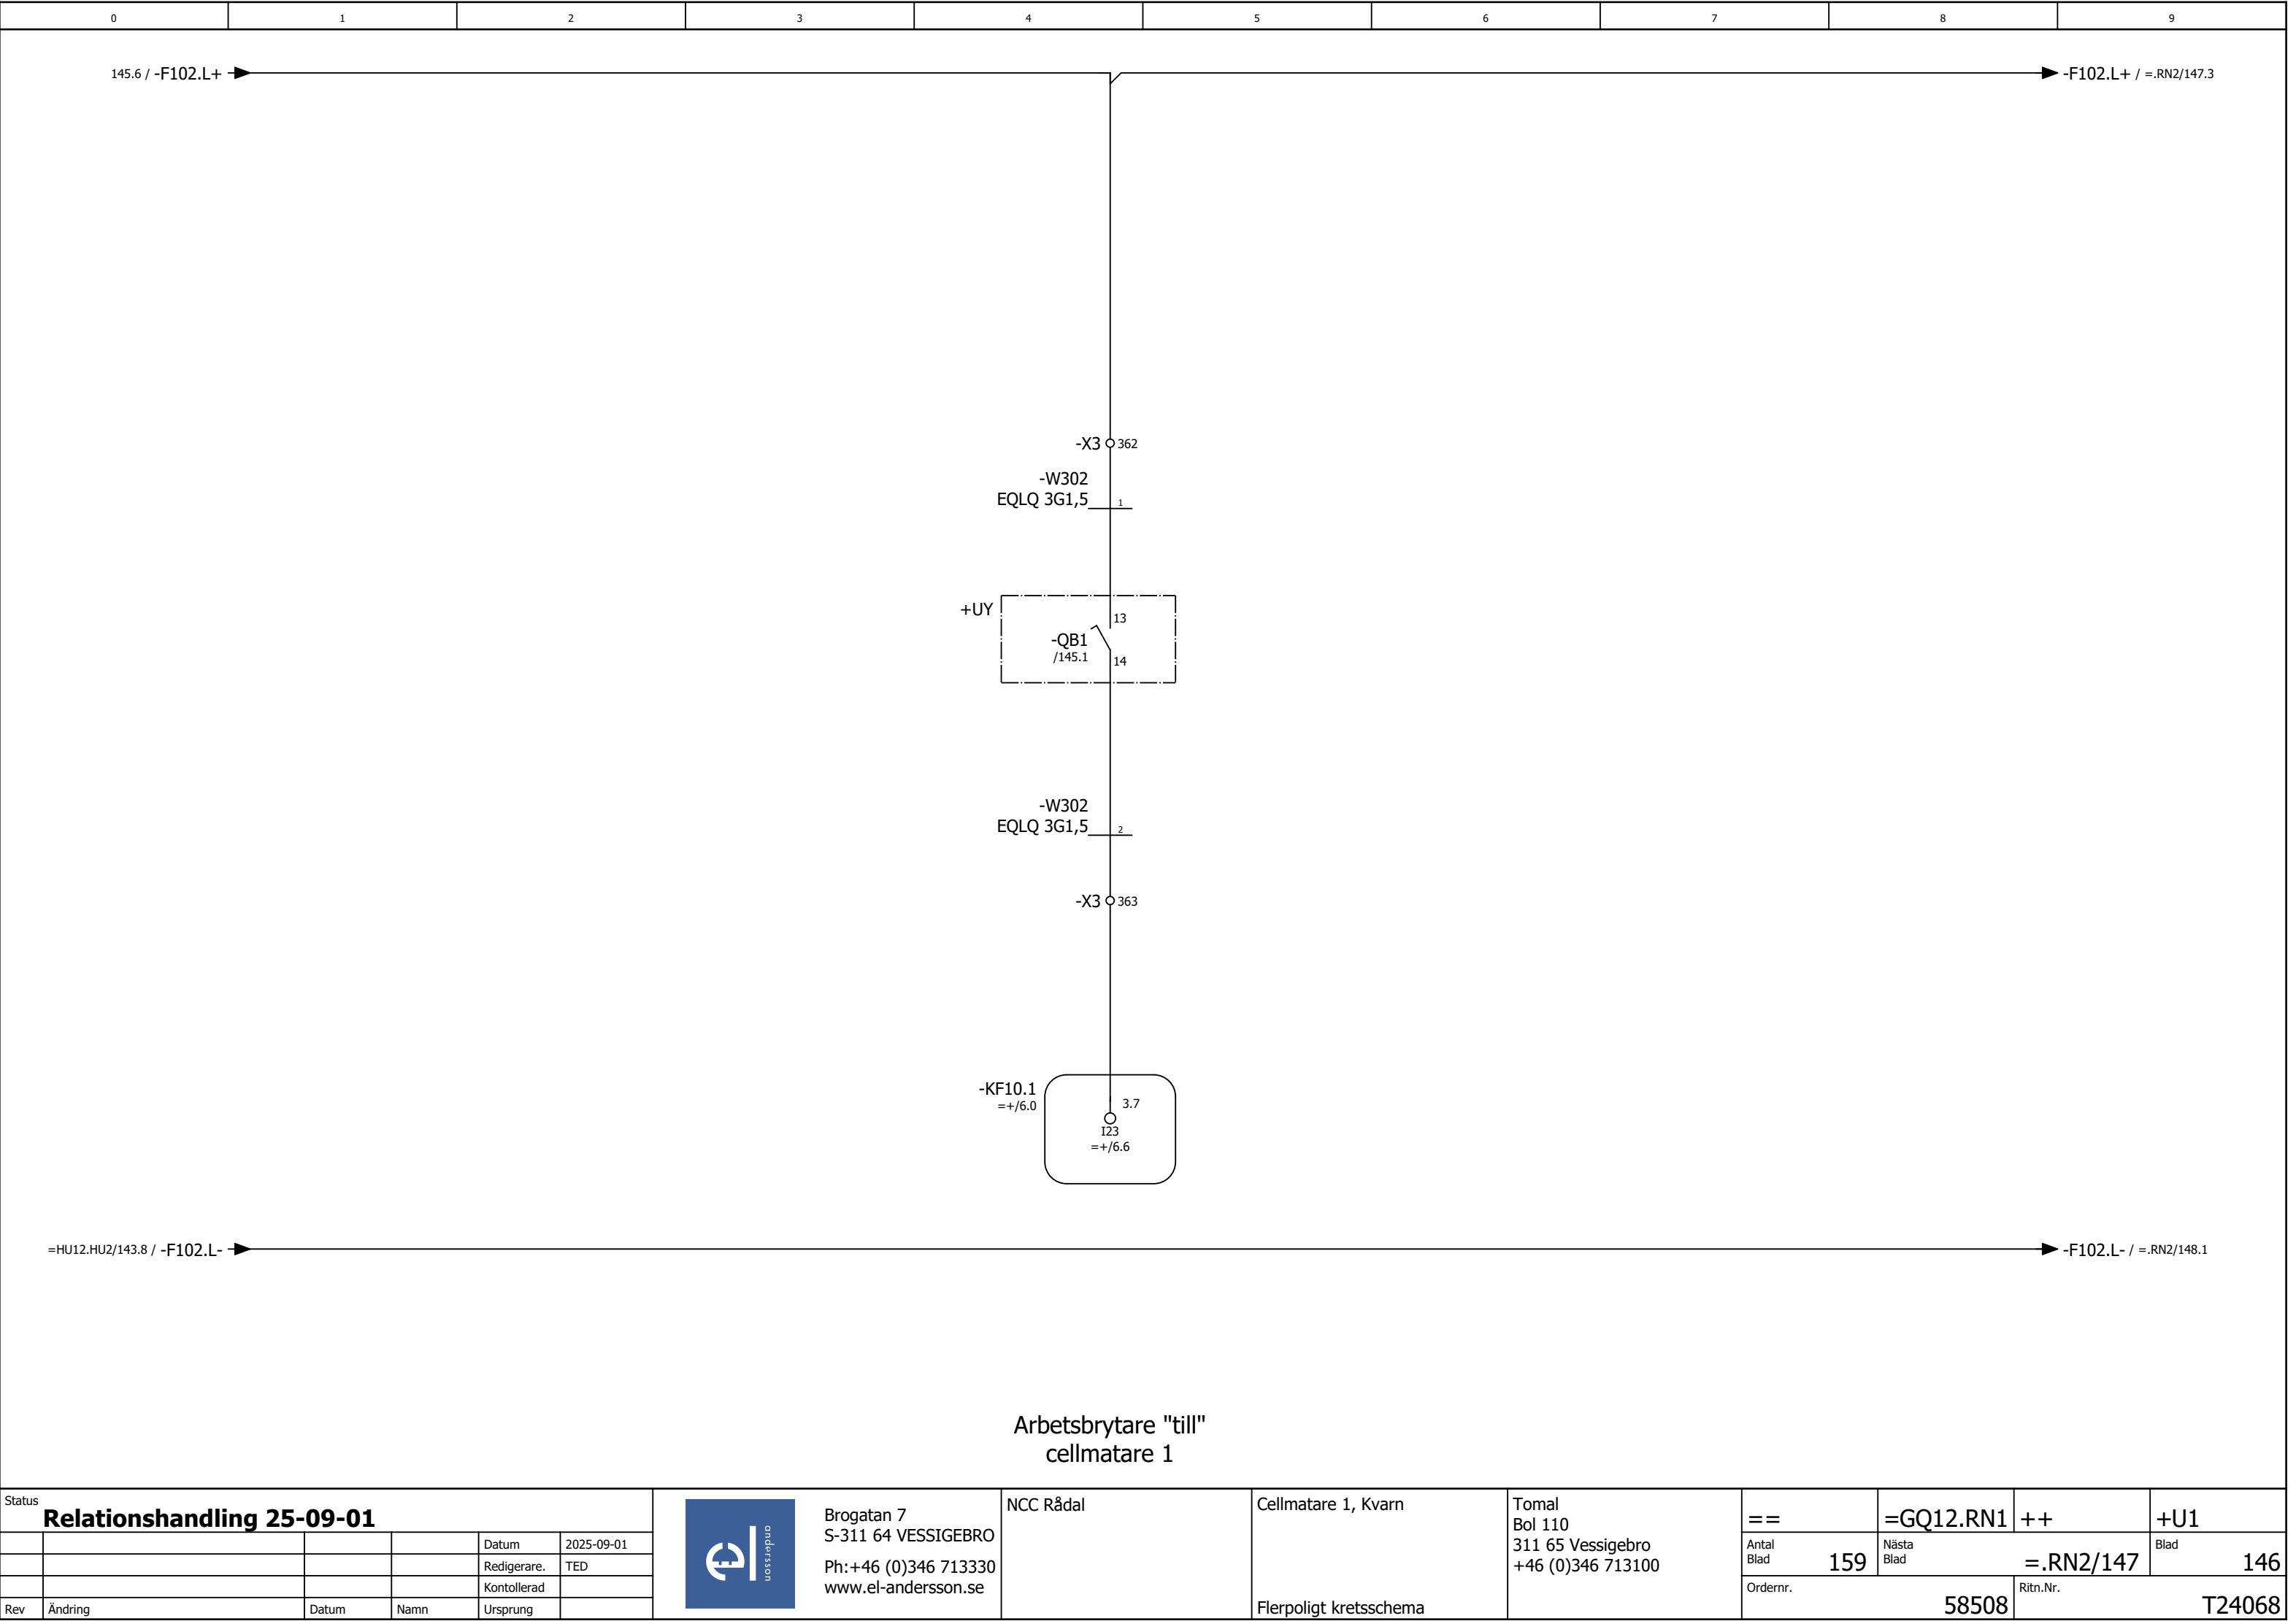 0 1 2 3 4 5 6 7 8 9
145.6 / -F102.L+
-F102.L+ / =.RN2/147.3
-X3 362
-W302
EQLQ 3G1,5 1
+UY
13
-QB1
/145.1
14
-W302
EQLQ 3G1,5 2
-X3 363
-KF10.1
=+/6.0
3.7
I23
=+/6.6
=HU12.HU2/143.8 / -F102.L-
-F102.L- / =.RN2/148.1
Arbetsbrytare "till"
cellmatare 1
Status
Relationshandling 25-09-01
Datum 2025-09-01
Redigerare. TED
Kontollerad
Rev Ändring Datum Namn Ursprung
el andersson
Brogatan 7
S-311 64 VESSIGEBRO
Ph:+46 (0)346 713330
www.el-andersson.se
NCC Rådal
Cellmatare 1, Kvarn
Flerpoligt kretsschema
Tomal
Bol 110
311 65 Vessigebro
+46 (0)346 713100
== =GQ12.RN1 ++ +U1
Antal Blad 159 Nästa Blad =.RN2/147 Blad 146
Ordernr. 58508 Ritn.Nr. T24068